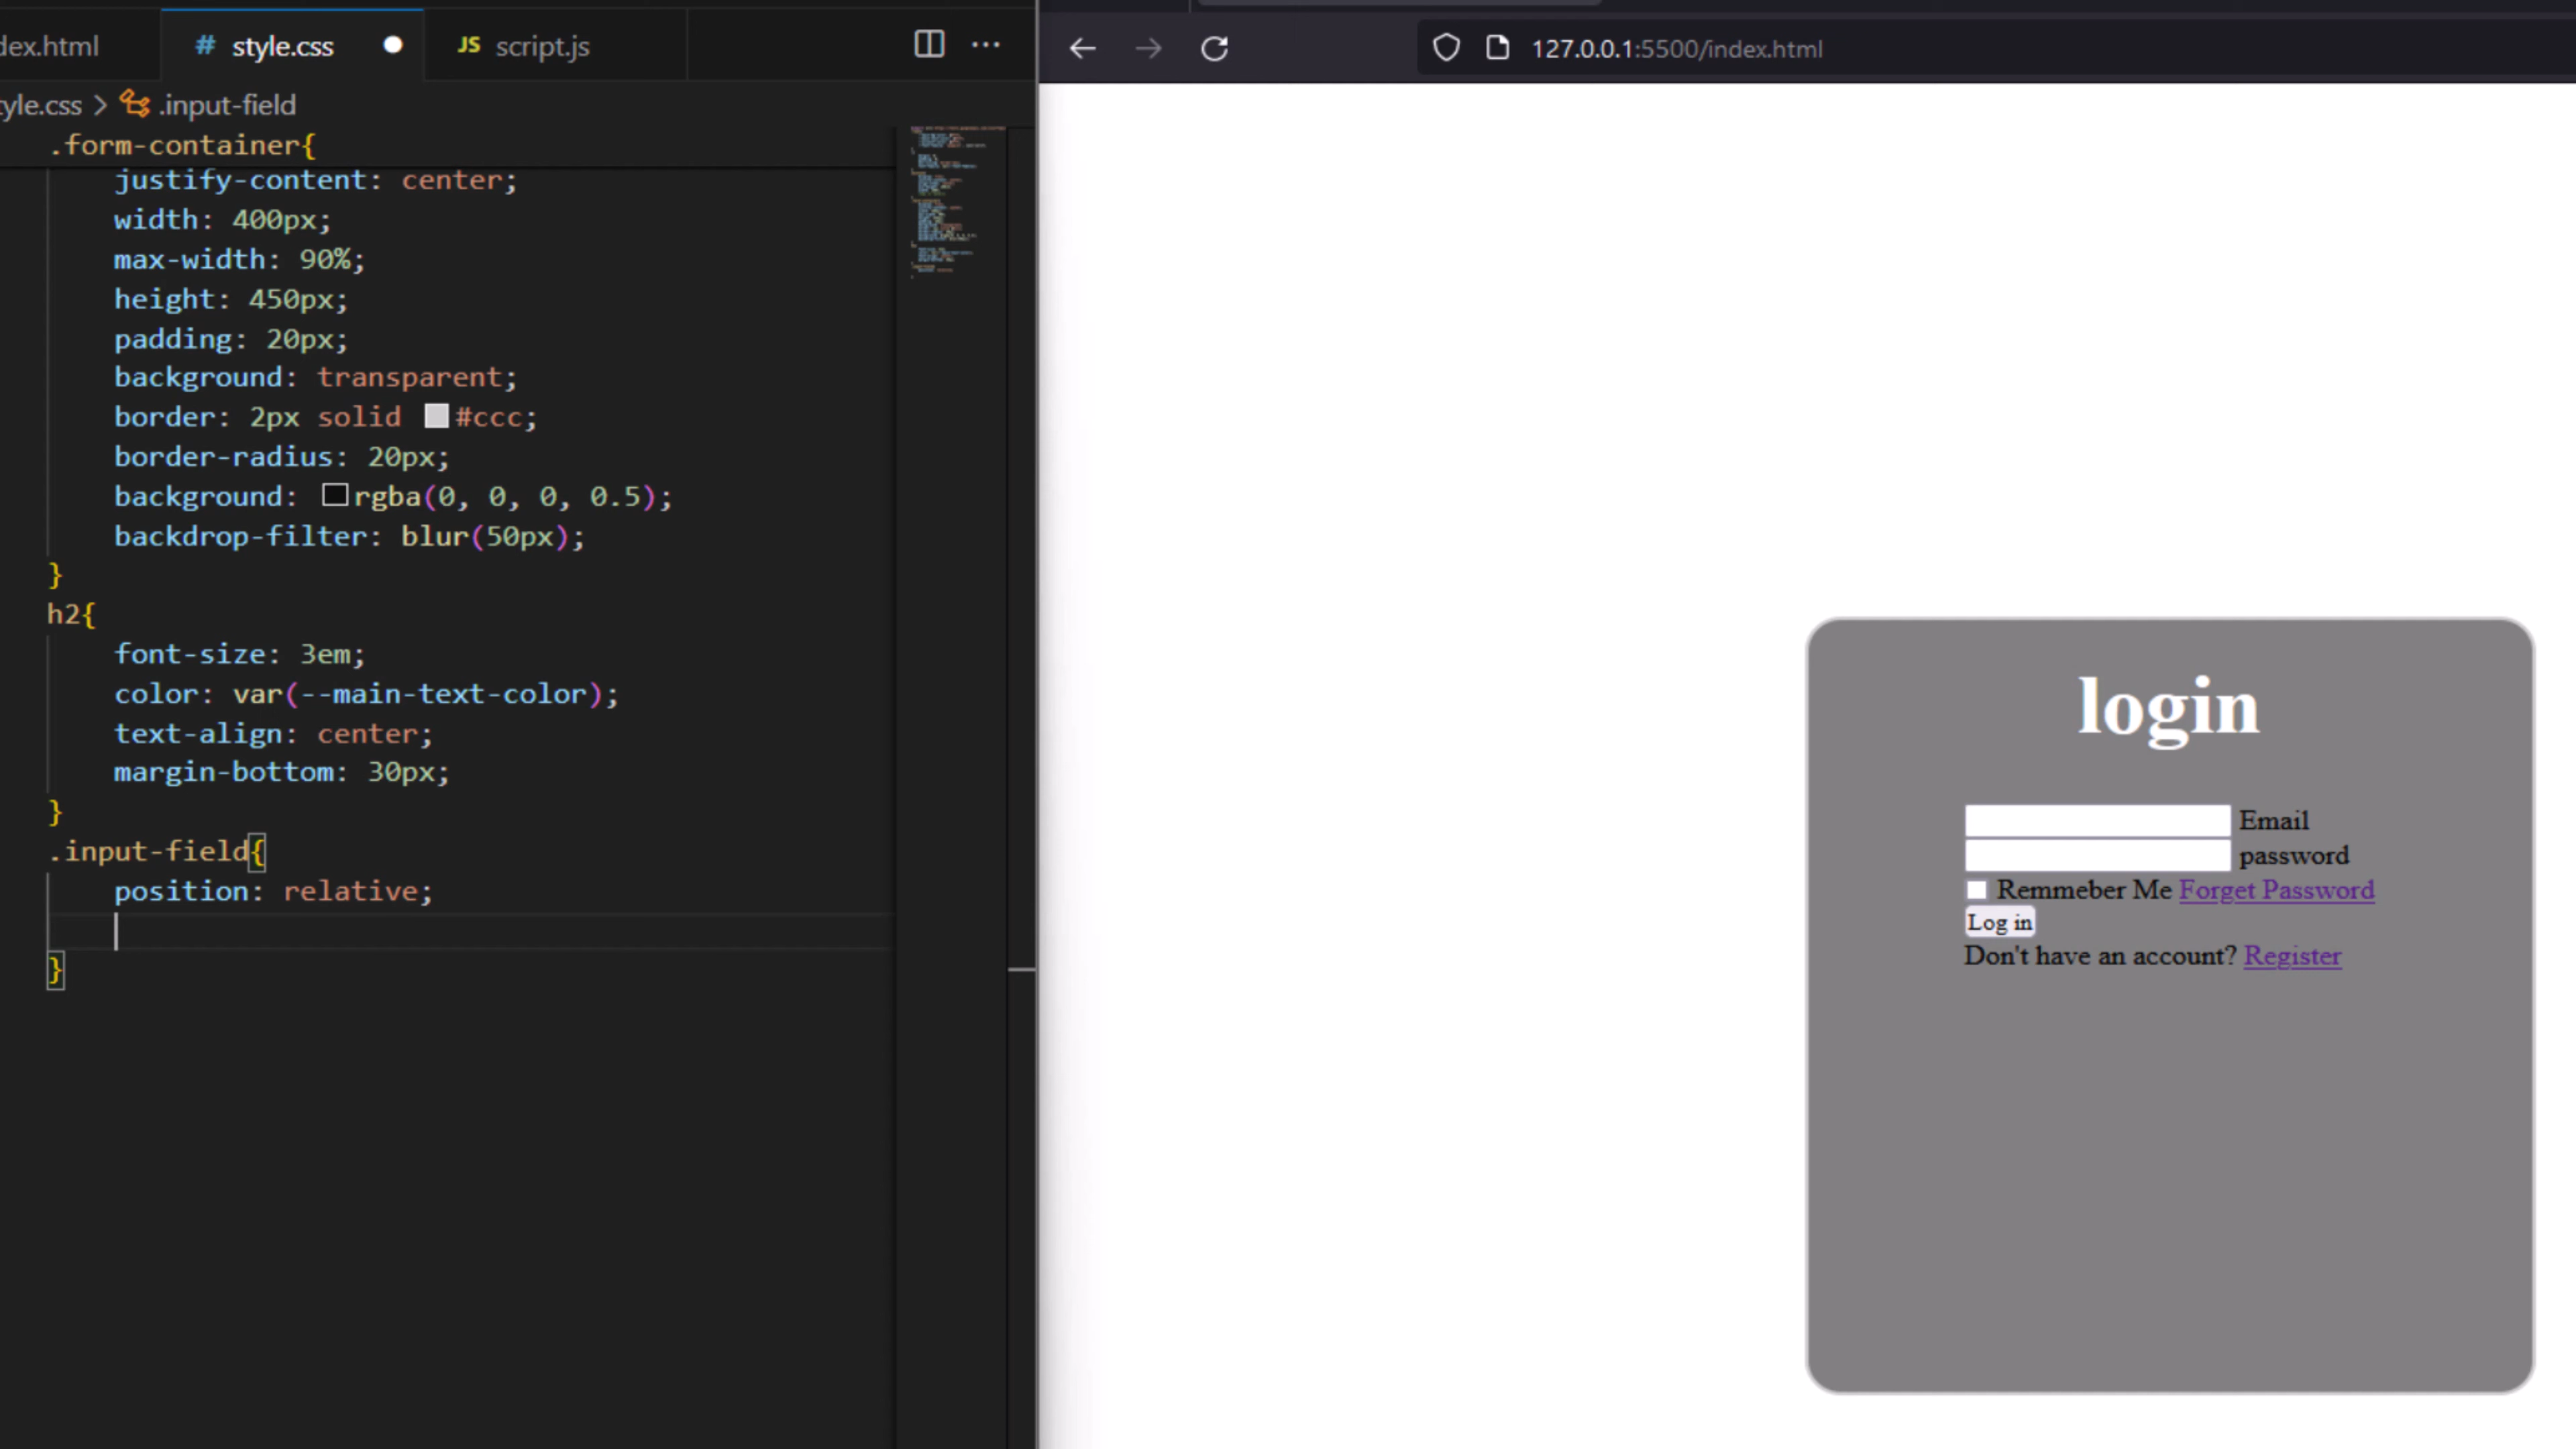 dex.html # style.css JS script.js ...
tyle.css > .input-field
.form-container{
justify-content: center;
width: 400px;
max-width: 90%;
height: 450px;
padding: 20px;
background: transparent;
border: 2px solid #ccc;
border-radius: 20px;
background: rgba(0, 0, 0, 0.5);
backdrop-filter: blur(50px);
}
h2{
font-size: 3em;
color: var(--main-text-color);
text-align: center;
margin-bottom: 30px;
}
.input-field{
position: relative;
}
127.0.0.1:5500/index.html
login
Email
password
Remmeber Me Forget Password
Log in
Don't have an account? Register